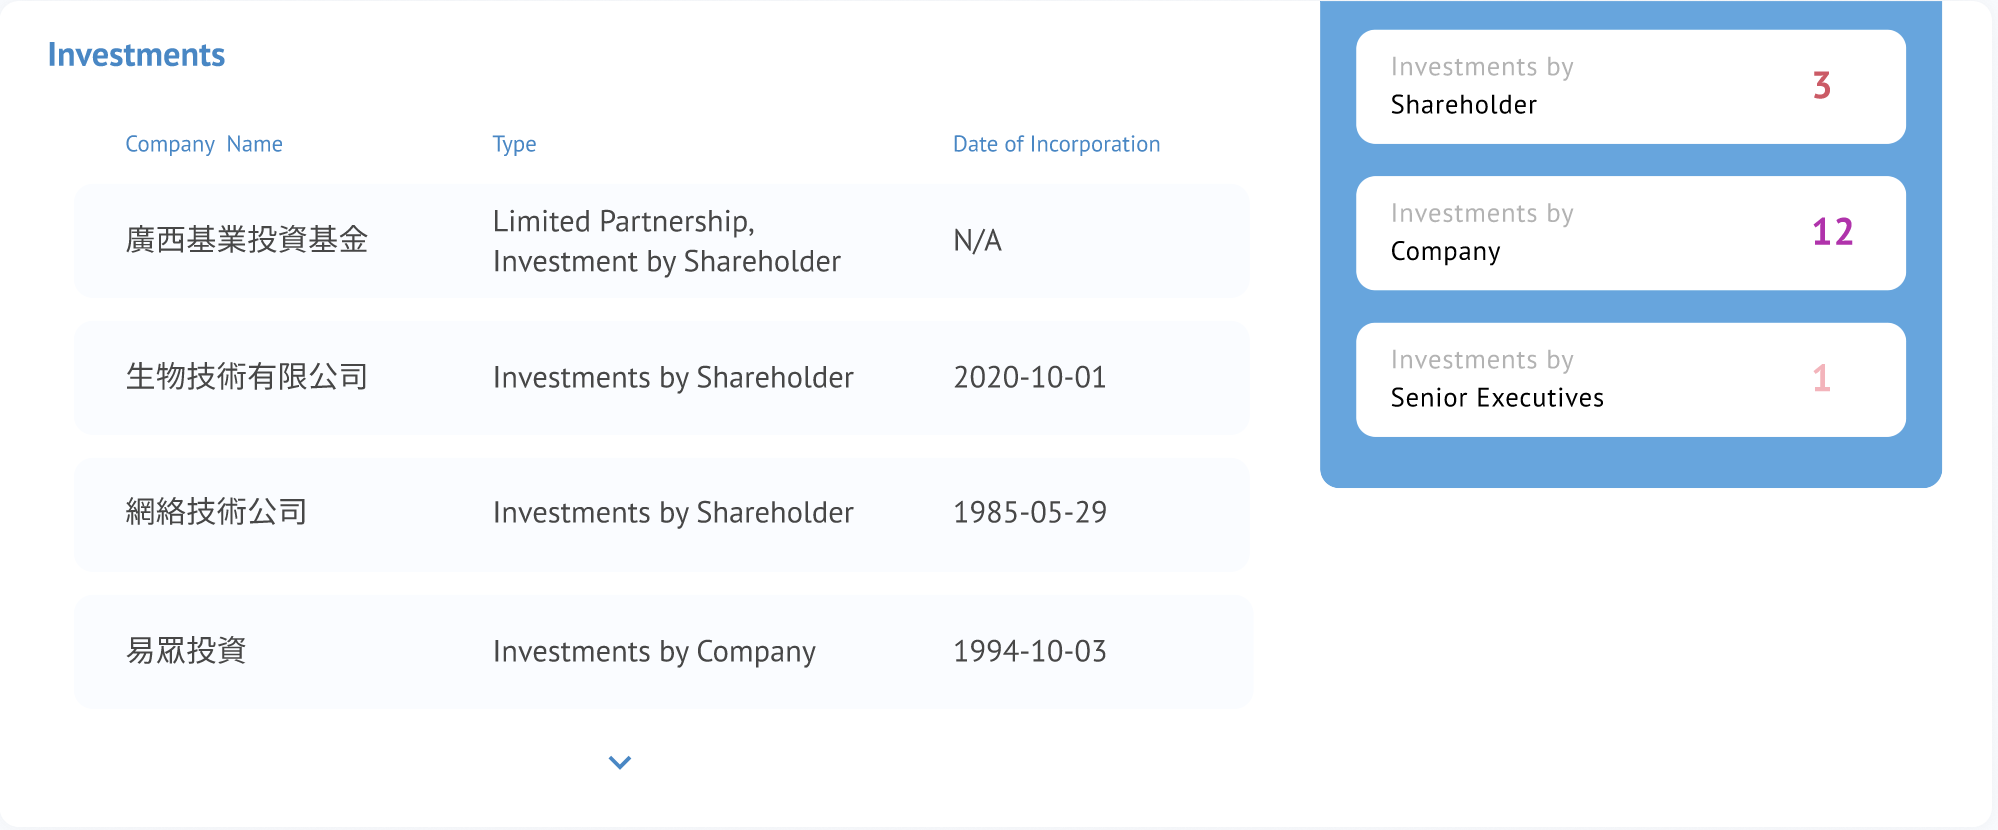 Investments
Company Name Type Date of Incorporation
廣西基業投資基金 Limited Partnership, Investment by Shareholder N/A
生物技術有限公司 Investments by Shareholder 2020-10-01
網絡技術公司 Investments by Shareholder 1985-05-29
易眾投資 Investments by Company 1994-10-03
Investments by
Shareholder
3
Investments by
Company
12
Investments by
Senior Executives
1